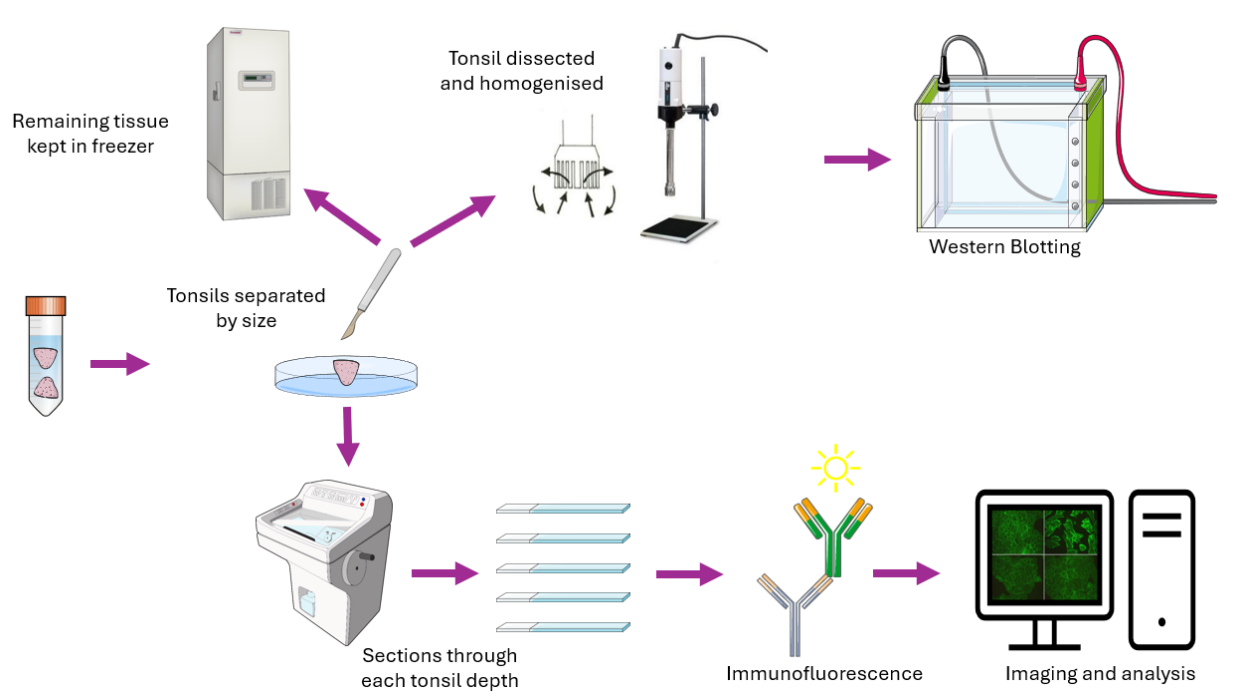 Tonsil dissected
and homogenised
Remaining tissue
kept in freezer
Western Blotting
Tonsils separated
by size
Sections through
each tonsil depth
Immunofluorescence
Imaging and analysis